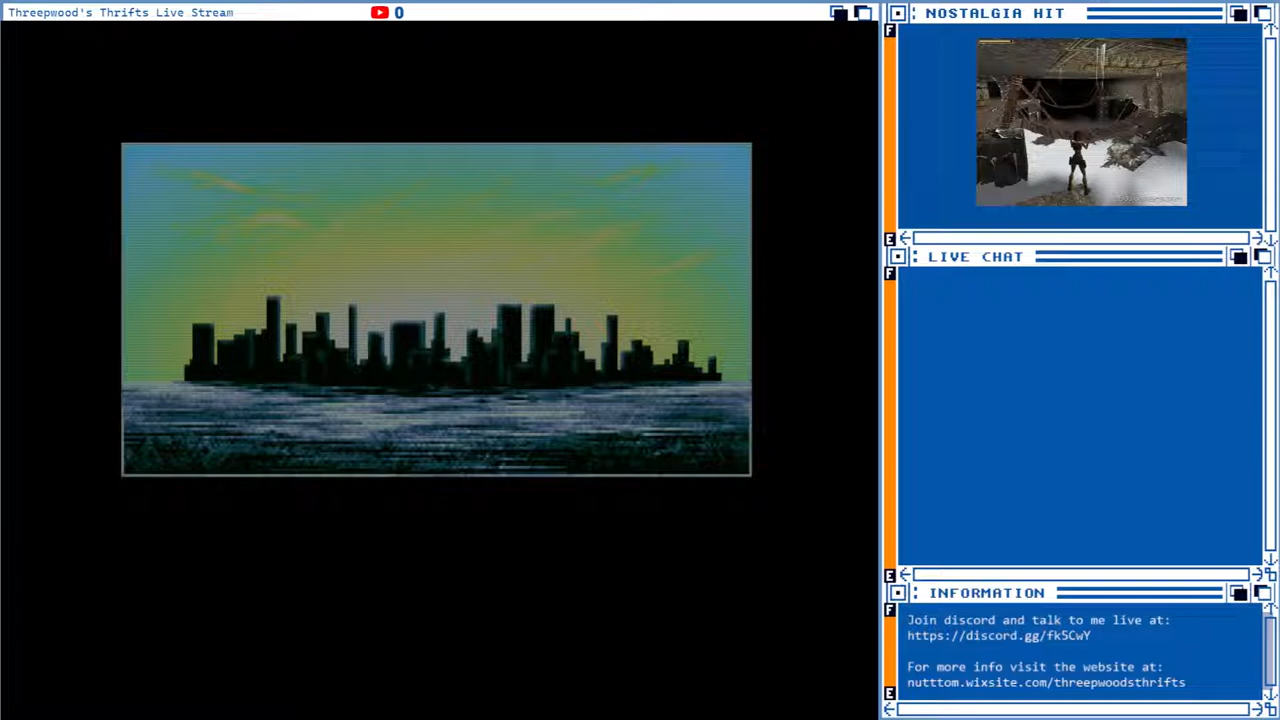 Threepwood's Thrifts Live Stream
0
NOSTALGIA HIT
F
E
LIVE CHAT
F
E
INFORMATION
F
Join discord and talk to me live at:
https://discord.gg/fk5CwY
For more info visit the website at:
nutttom.wixsite.com/threepwoodsthrifts
E